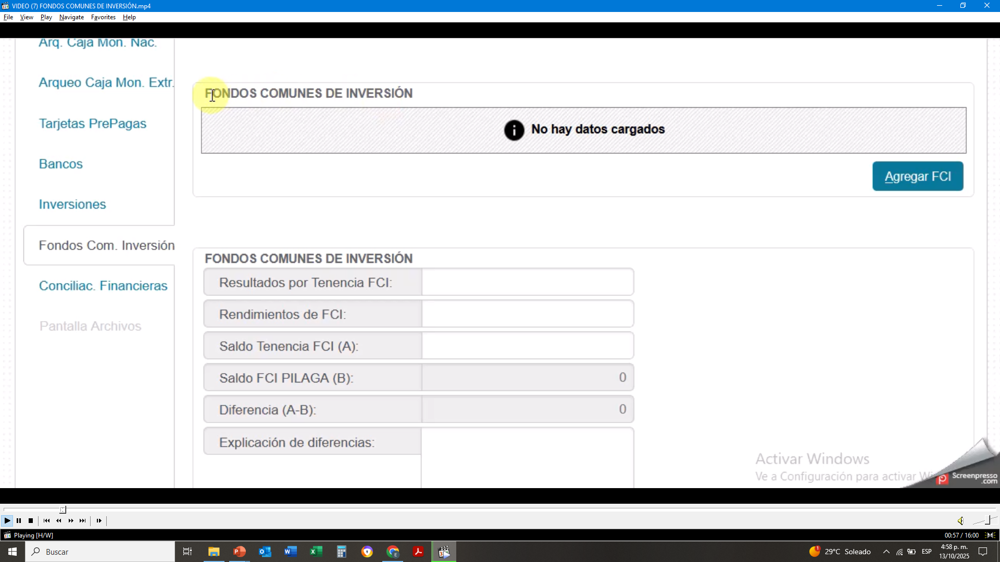 VIDEO (7) FONDOS COMUNES DE INVERSIÓN.mp4
File View Play Navigate Favorites Help
Arq. Caja Mon. Nac.
Arqueo Caja Mon. Extr.
Tarjetas PrePagas
Bancos
Inversiones
Fondos Com. Inversión
Conciliac. Financieras
Pantalla Archivos
FONDOS COMUNES DE INVERSIÓN
No hay datos cargados
Agregar FCI
FONDOS COMUNES DE INVERSIÓN
Resultados por Tenencia FCI:
Rendimientos de FCI:
Saldo Tenencia FCI (A):
Saldo FCI PILAGA (B): 0
Diferencia (A-B): 0
Explicación de diferencias:
Activar Windows
Ve a Configuración para activar
Screenpresso
.com
Playing [H/W]
00:57 / 16:00
Buscar
29°C Soleado
ESP
4:58 p. m.
13/10/2025